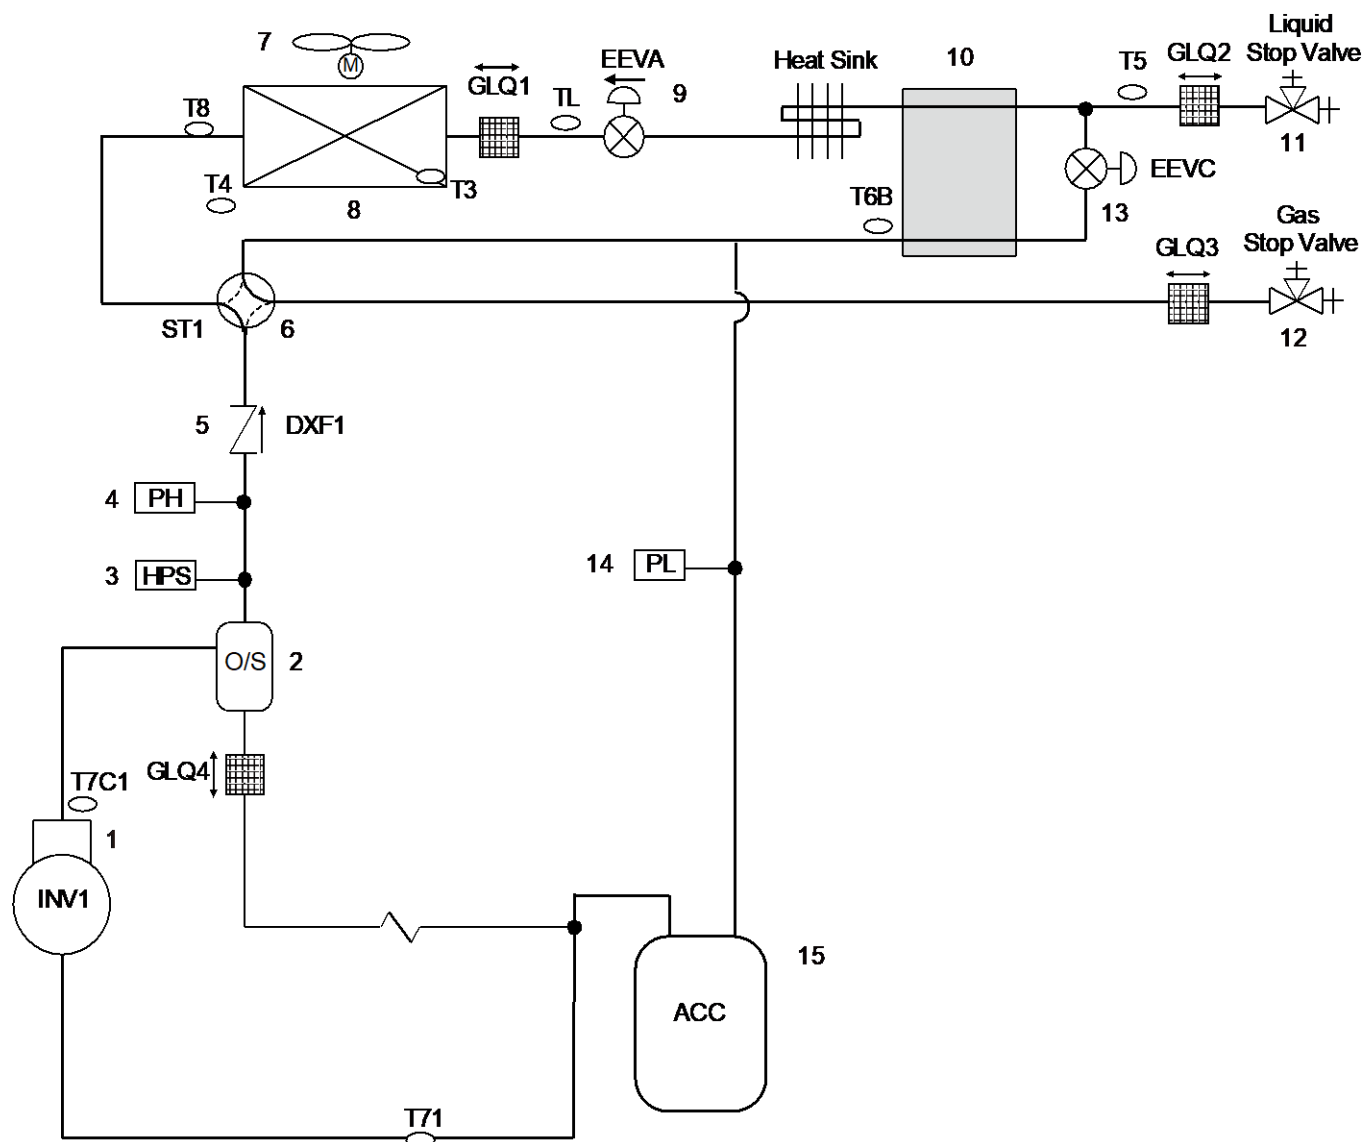 Liquid
Stop Valve
7
M
GLQ1
EEVA
9
Heat Sink
10
T5
GLQ2
T8
TL
11
T4
T3
8
T6B
EEVC
13
Gas
Stop Valve
GLQ3
ST1
6
12
5
DXF1
4
PH
3
HPS
14
PL
O/S
2
GLQ4
T7C1
1
INV1
15
ACC
T71